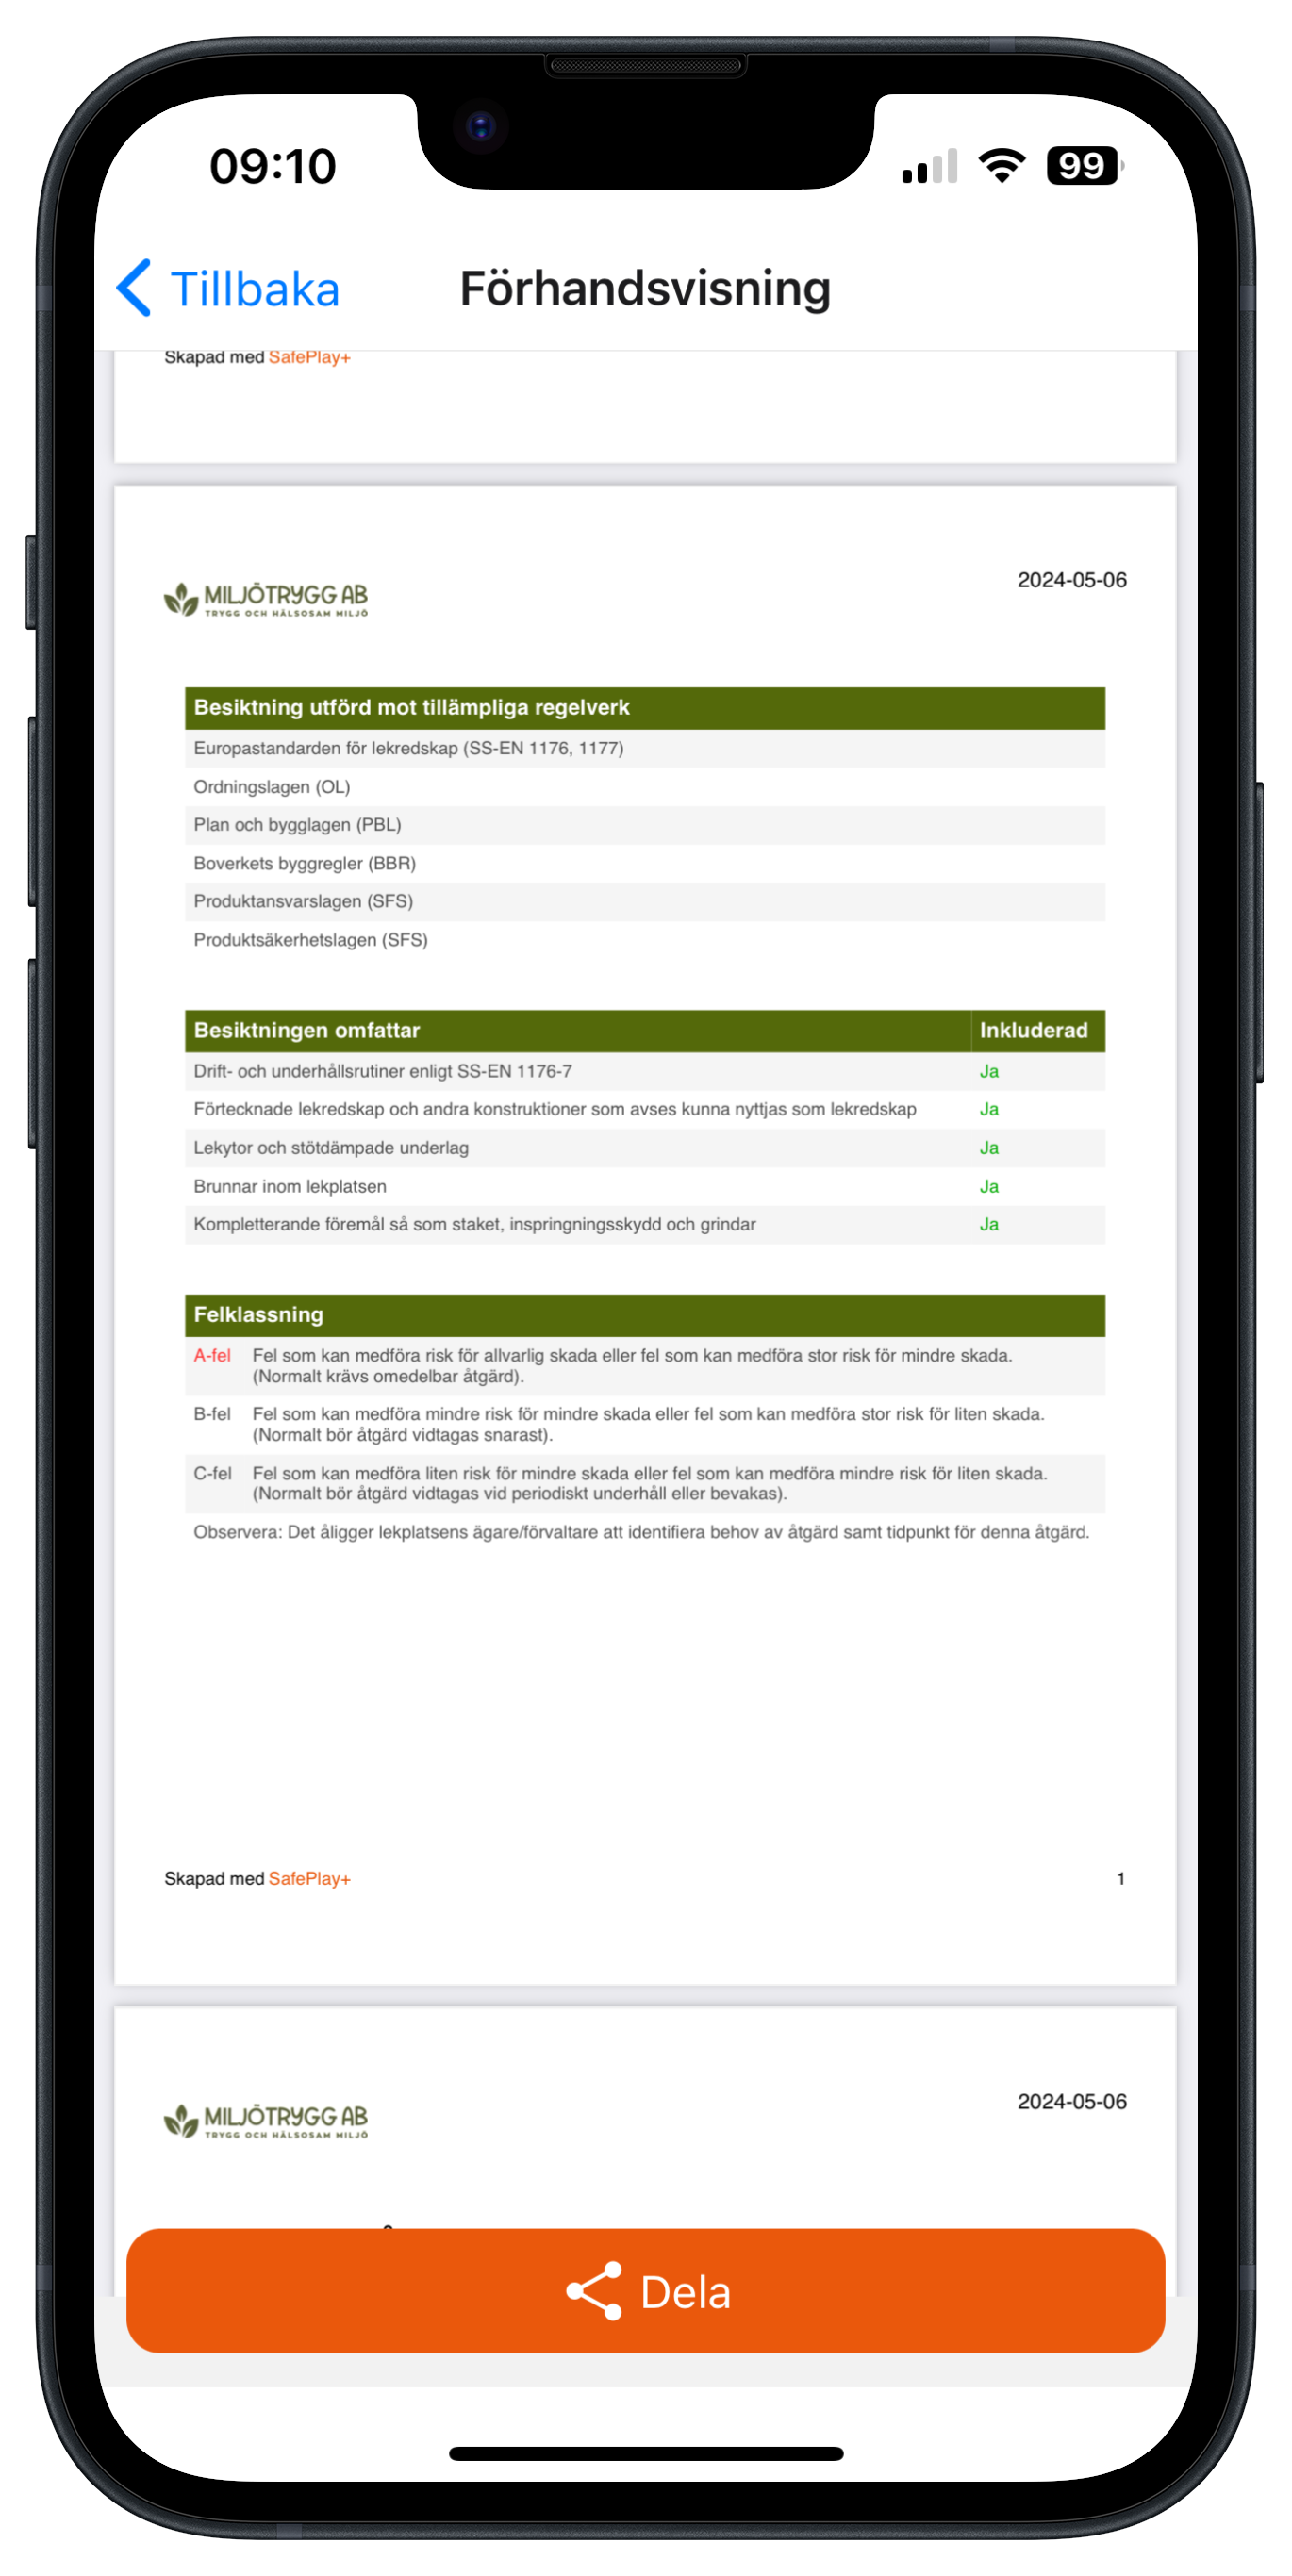 09:10
99
Tillbaka
Förhandsvisning
Skapad med SafePlay+
MILJÖTRYGG AB
TRYGG OCH HÄLSOSAM MILJÖ
2024-05-06
Besiktning utförd mot tillämpliga regelverk
Europastandarden för lekredskap (SS-EN 1176, 1177)
Ordningslagen (OL)
Plan och bygglagen (PBL)
Boverkets byggregler (BBR)
Produktansvarslagen (SFS)
Produktsäkerhetslagen (SFS)
Besiktningen omfattar Inkluderad
Drift- och underhållsrutiner enligt SS-EN 1176-7 Ja
Förtecknade lekredskap och andra konstruktioner som avses kunna nyttjas som lekredskap Ja
Lekytor och stötdämpade underlag Ja
Brunnar inom lekplatsen Ja
Kompletterande föremål så som staket, inspringningsskydd och grindar Ja
Felklassning
A-fel Fel som kan medföra risk för allvarlig skada eller fel som kan medföra stor risk för mindre skada.
(Normalt krävs omedelbar åtgärd).
B-fel Fel som kan medföra mindre risk för mindre skada eller fel som kan medföra stor risk för liten skada.
(Normalt bör åtgärd vidtagas snarast).
C-fel Fel som kan medföra liten risk för mindre skada eller fel som kan medföra mindre risk för liten skada.
(Normalt bör åtgärd vidtagas vid periodiskt underhåll eller bevakas).
Observera: Det åligger lekplatsens ägare/förvaltare att identifiera behov av åtgärd samt tidpunkt för denna åtgärd.
Skapad med SafePlay+ 1
MILJÖTRYGG AB
TRYGG OCH HÄLSOSAM MILJÖ
2024-05-06
Dela